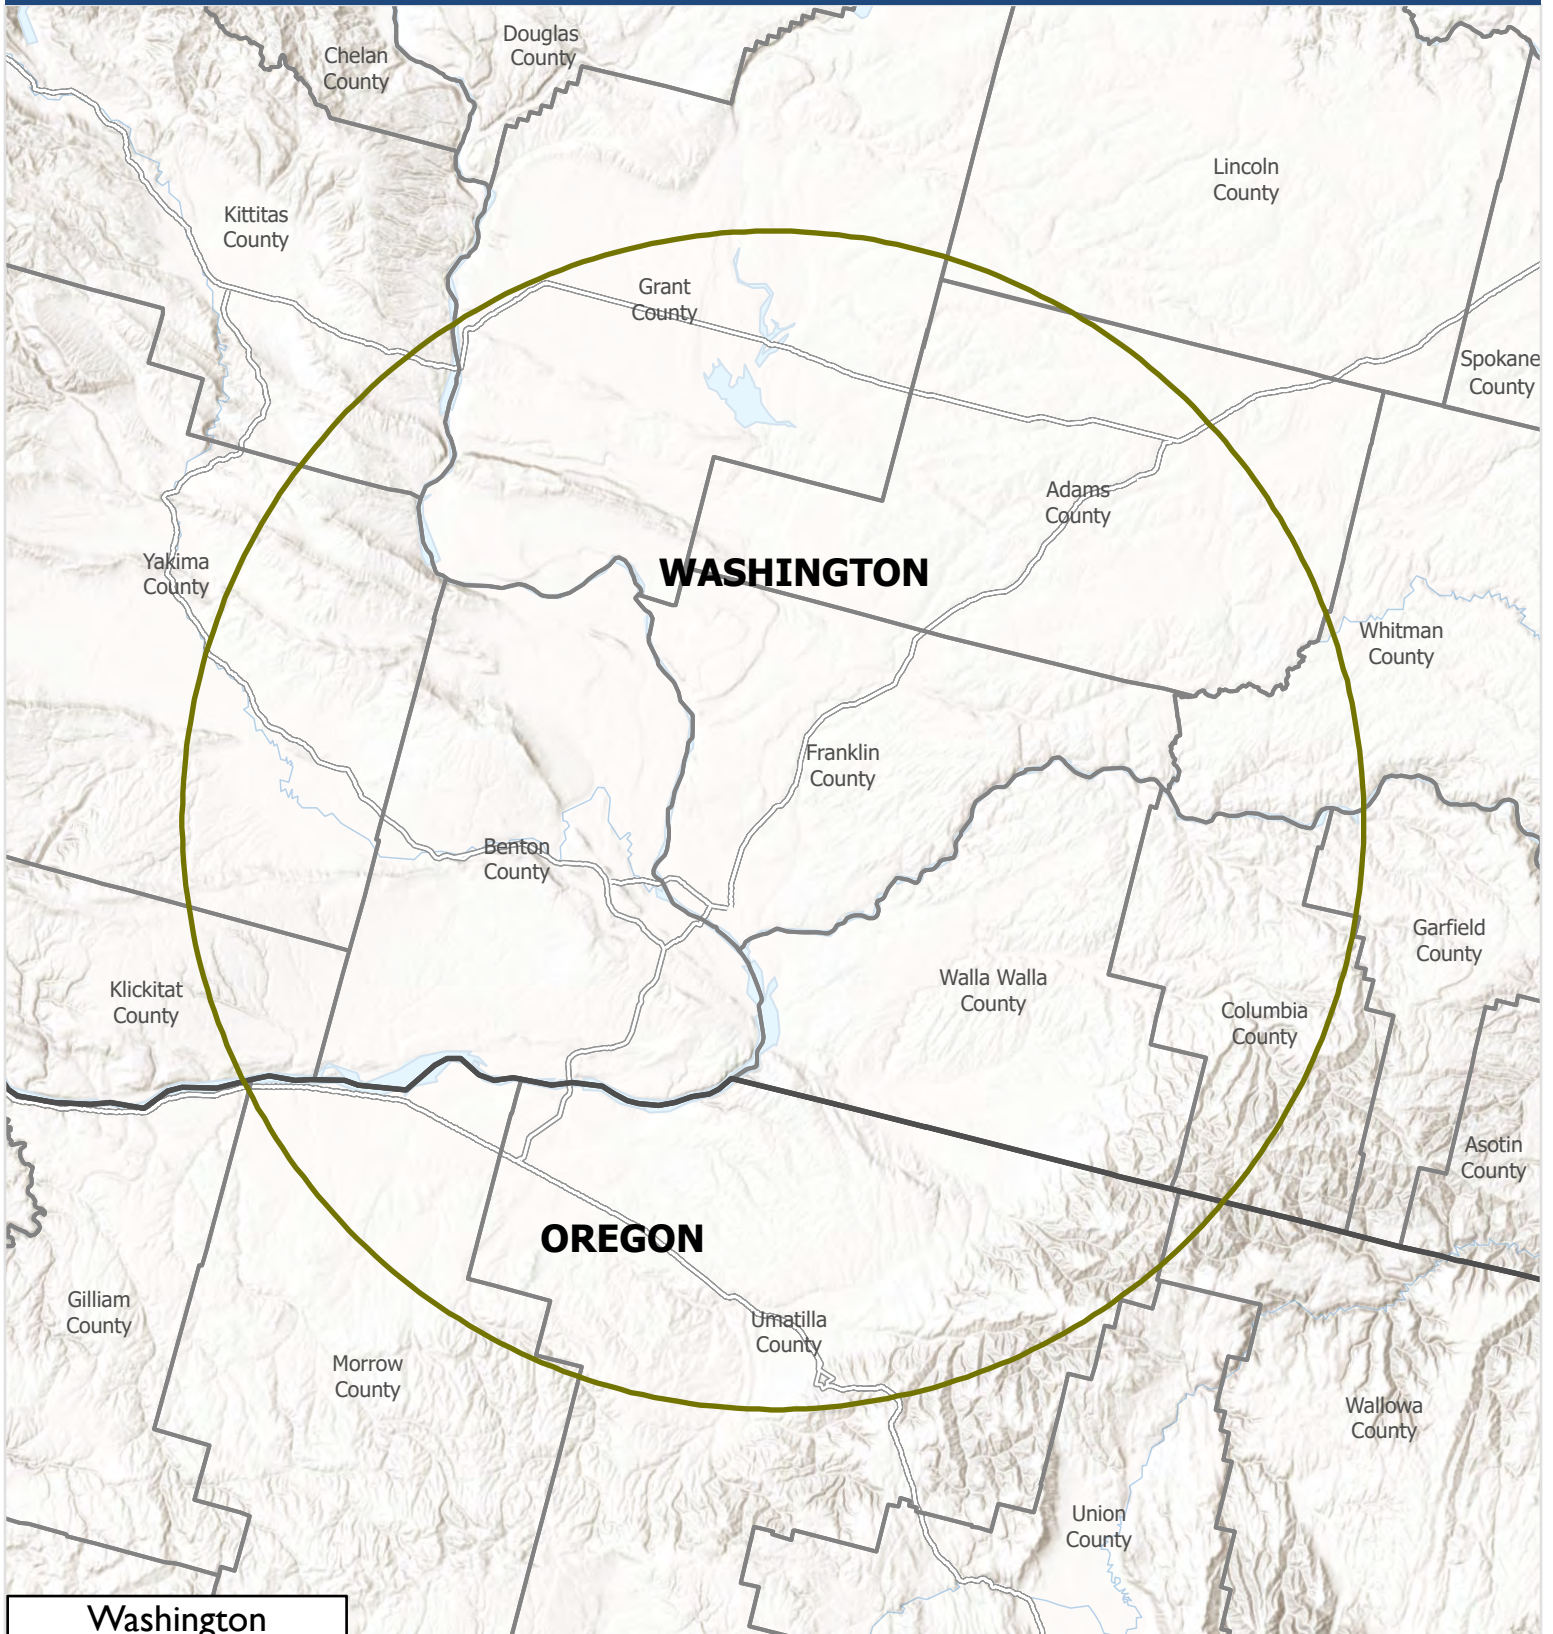 Chelan
County
Douglas
County
Lincoln
County
Kittitas
County
Grant
County
Spokane
County
Adams
County
Yakima
County
WASHINGTON
Whitman
County
Franklin
County
Benton
County
Garfield
County
Walla Walla
County
Klickitat
County
Columbia
County
Asotin
County
OREGON
Gilliam
County
Umatilla
County
Morrow
County
Wallowa
County
Union
County
Washington